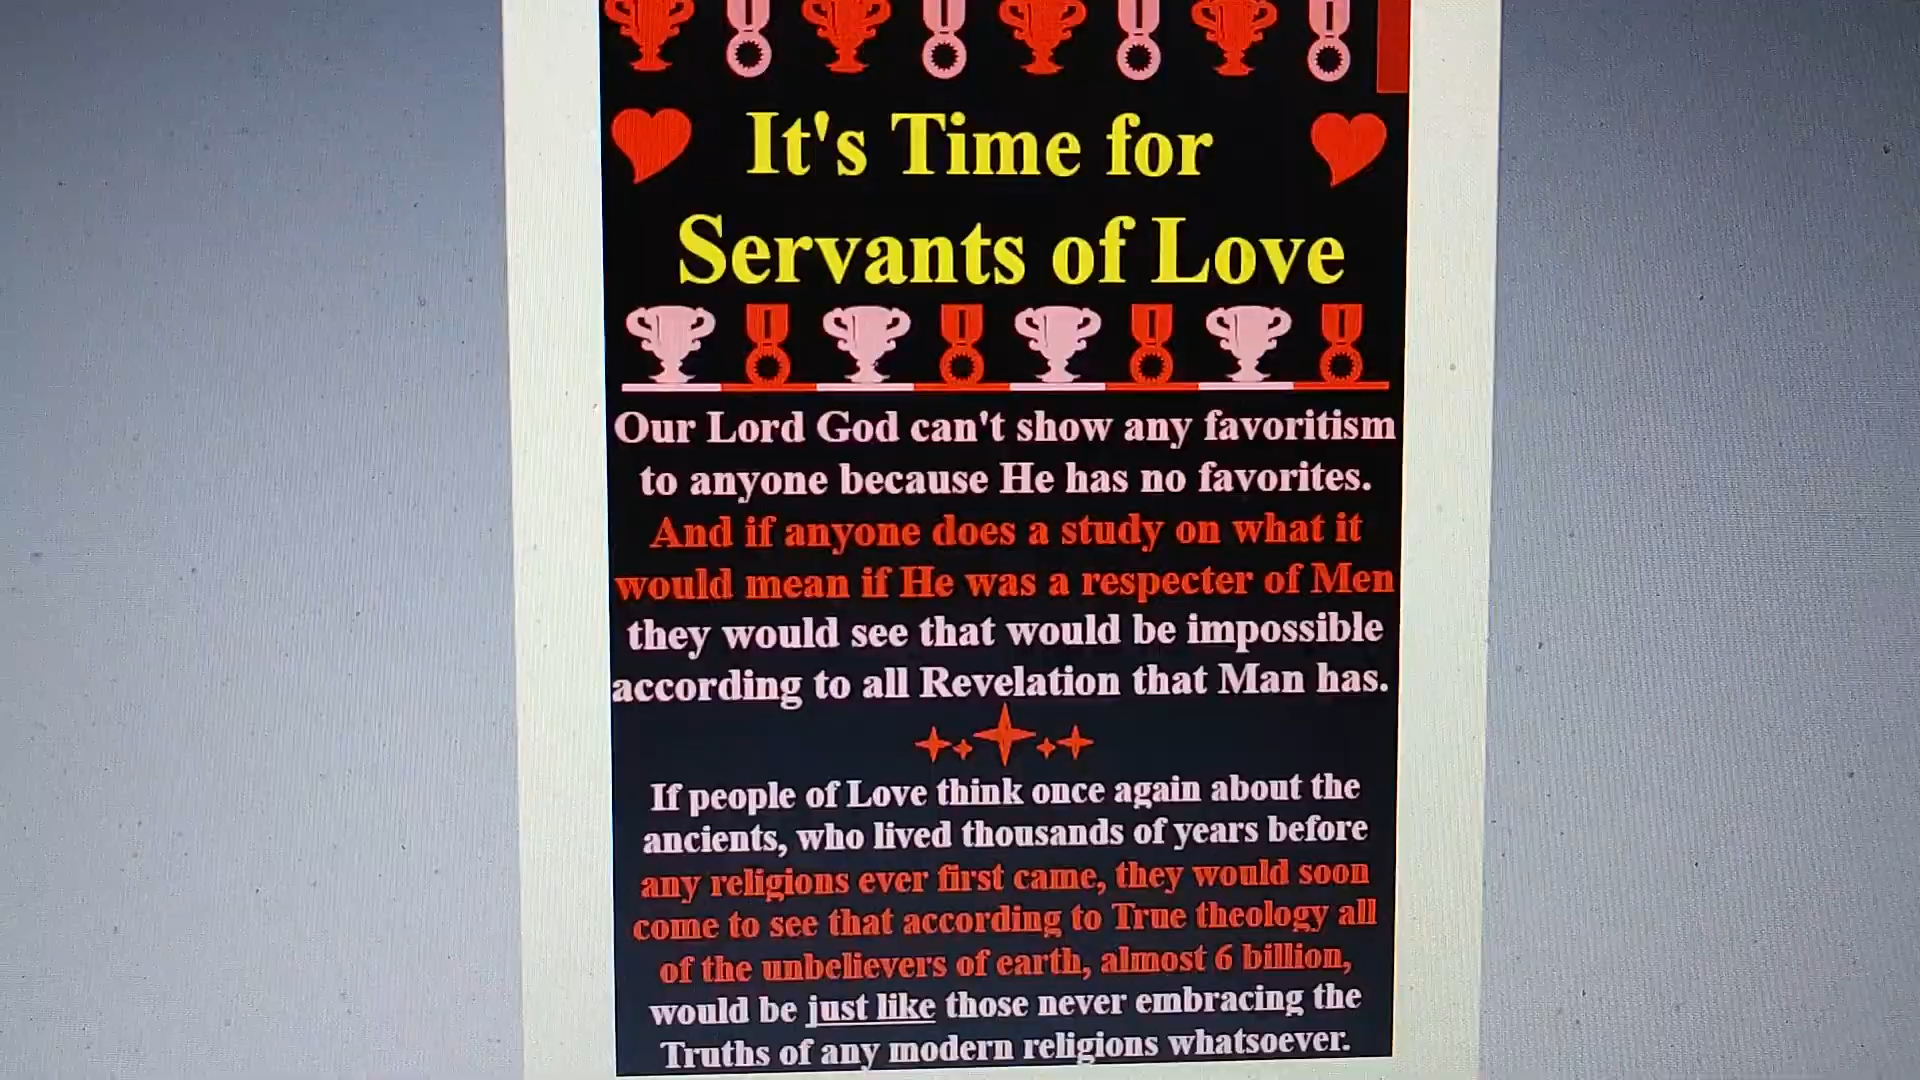 It's Time for
Servants of Love
Our Lord God can't show any favoritism
to anyone because He has no favorites.
And if anyone does a study on what it
would mean if He was a respecter of Men
they would see that would be impossible
according to all Revelation that Man has.
If people of Love think once again about the
ancients, who lived thousands of years before
any religions ever first came, they would soon
come to see that according to True theology all
of the unbelievers of earth, almost 6 billion,
would be just like those never embracing the
Truths of any modern religions whatsoever.